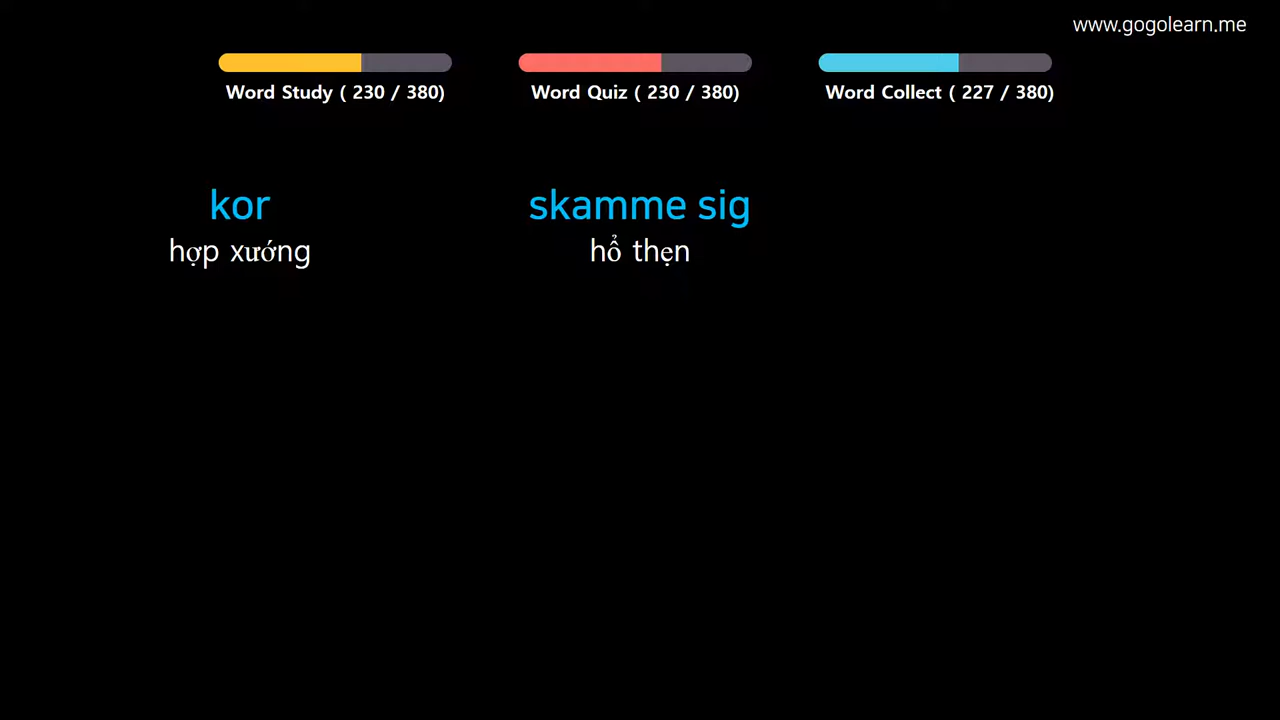 www.gogolearn.me
Word Study ( 230 / 380)
Word Quiz ( 230 / 380)
Word Collect ( 227 / 380)
kor
hợp xướng
skamme sig
hổ thẹn